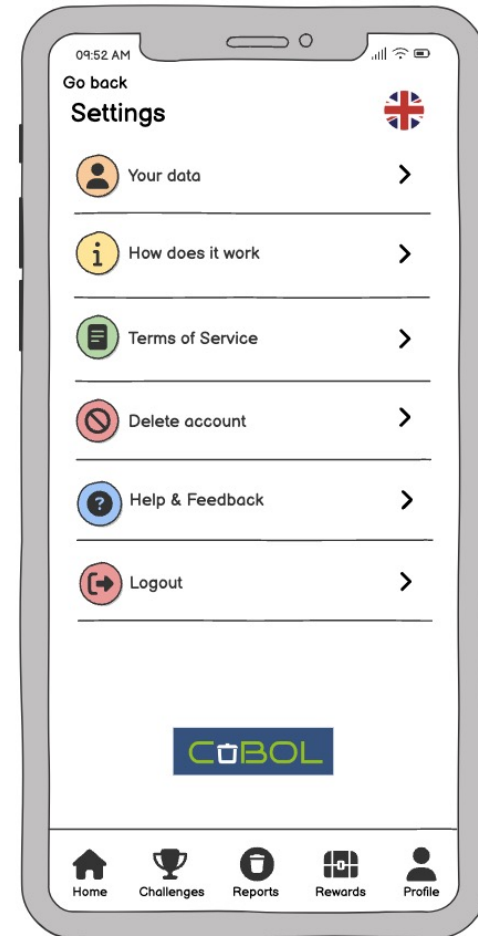 09:52 AM
Go back
Settings
Your data
How does it work
Terms of Service
Delete account
Help & Feedback
Logout
COBOL
Home Challenges Reports Rewards Profile